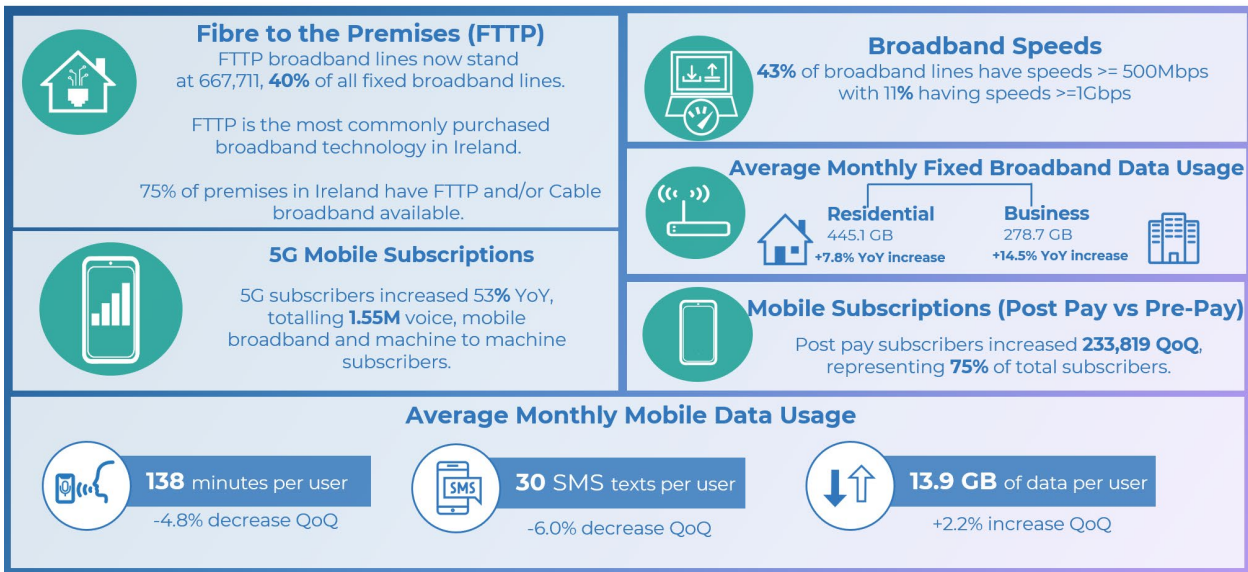 Fibre to the Premises (FTTP)
FTTP broadband lines now stand
at 667,711, 40% of all fixed broadband lines.
FTTP is the most commonly purchased
broadband technology in Ireland.
75% of premises in Ireland have FTTP and/or Cable
broadband available.
Broadband Speeds
43% of broadband lines have speeds >= 500Mbps
with 11% having speeds >=1Gbps
Average Monthly Fixed Broadband Data Usage
Residential
445.1 GB
+7.8% YoY increase
Business
278.7 GB
+14.5% YoY increase
5G Mobile Subscriptions
5G subscribers increased 53% YoY,
totalling 1.55M voice, mobile
broadband and machine to machine
subscribers.
Mobile Subscriptions (Post Pay vs Pre-Pay)
Post pay subscribers increased 233,819 QoQ,
representing 75% of total subscribers.
Average Monthly Mobile Data Usage
138 minutes per user
-4.8% decrease QoQ
SMS
30 SMS texts per user
-6.0% decrease QoQ
13.9 GB of data per user
+2.2% increase QoQ